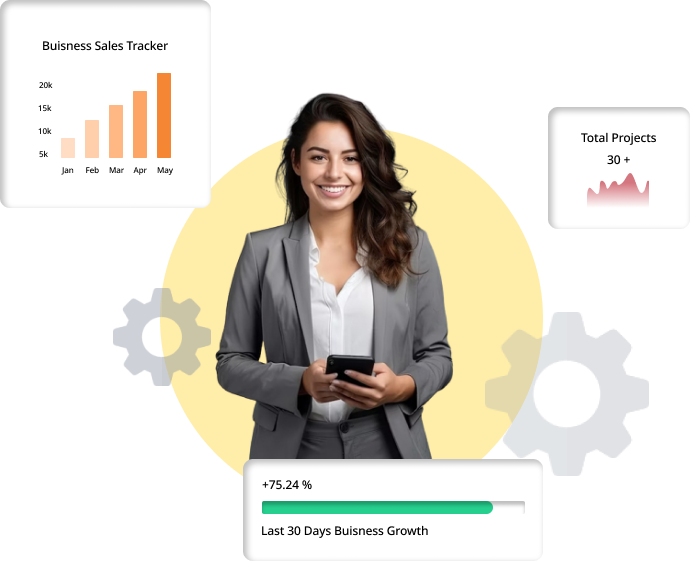 Buisness Sales Tracker
20k
15k
10k
5k
Jan Feb Mar Apr May
Total Projects
30 +
+75.24 %
Last 30 Days Buisness Growth